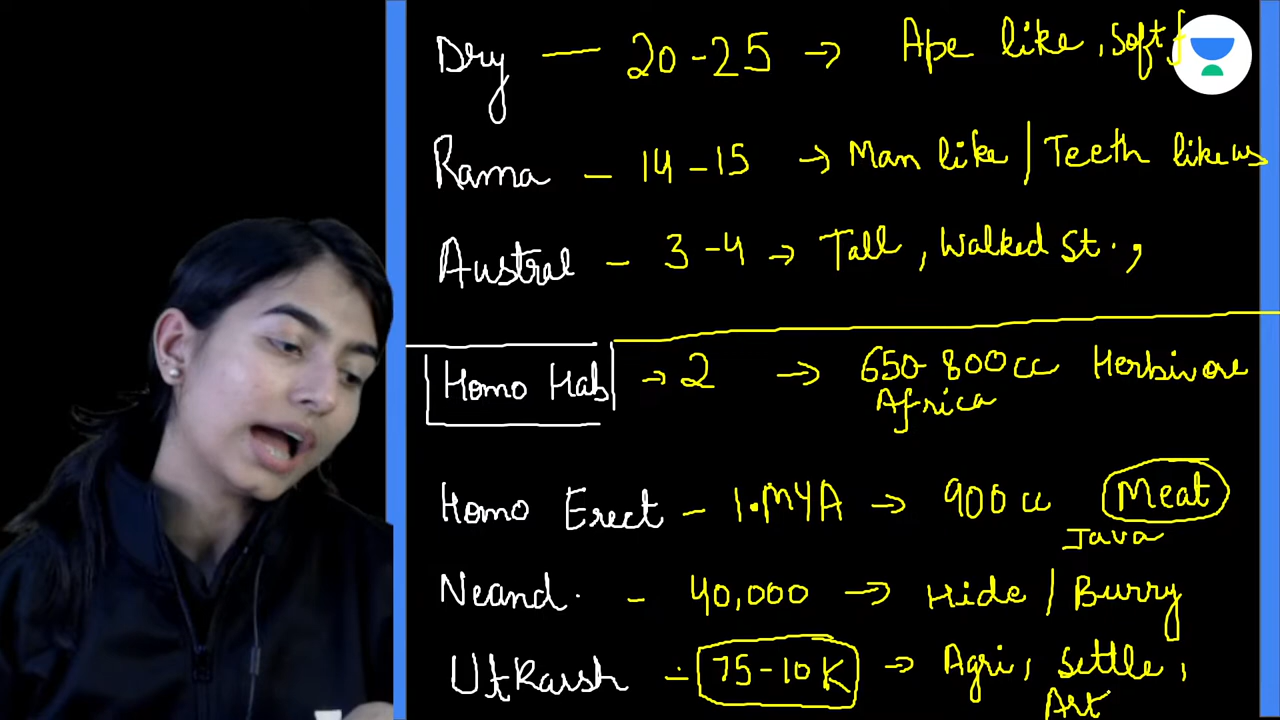 Dry — 20-25 → Ape like, Soft f
Rama - 14-15 → Man like / Teeth like us
Austral - 3-4 → Tall, Walked St.,
Homo Hab → 2 → 650-800cc Herbivore
Africa
Homo Erect - 1.MYA → 900 cc Meat
Java
Neand. - 40,000 → Hide / Burry
Utkarsh - 75-10K → Agri, Settle,
Art